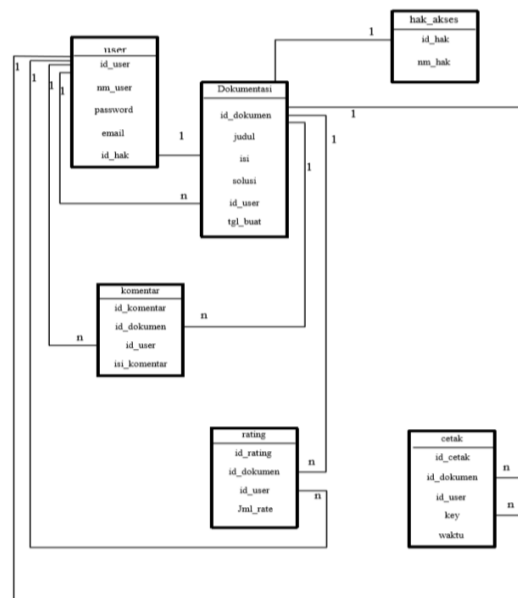 user
id_user
nm_user
password
email
id_hak
Dokumentasi
id_dokumen
judul
isi
solusi
id_user
tgl_buat
hak_akses
id_hak
nm_hak
komentar
id_komentar
id_dokumen
id_user
isi_komentar
rating
id_rating
id_dokumen
id_user
Jml_rate
cetak
id_cetak
id_dokumen
id_user
key
waktu
1
1
1
1
1
n
1
1
1
1
n
n
n
n
n
n